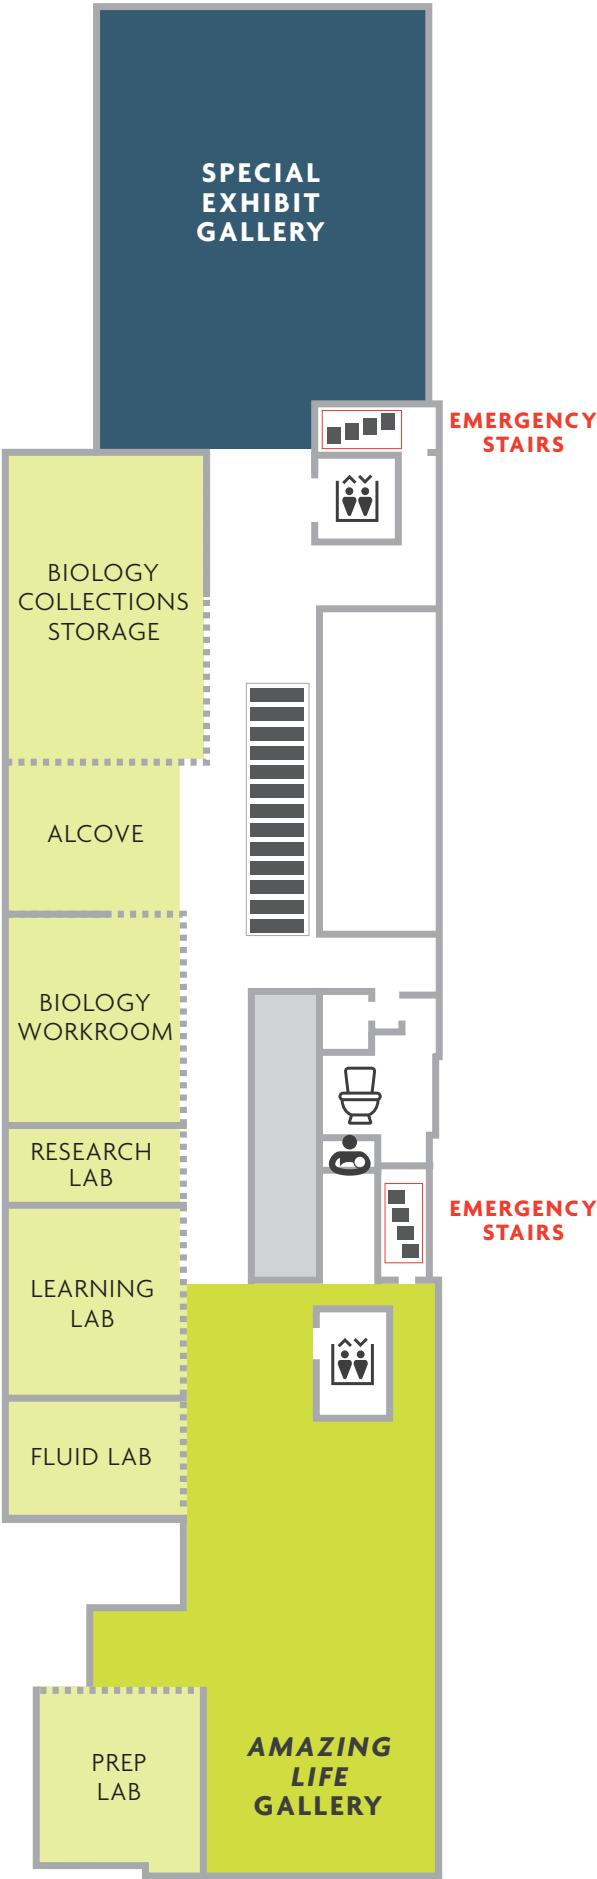 SPECIAL
EXHIBIT
GALLERY
EMERGENCY
STAIRS
BIOLOGY
COLLECTIONS
STORAGE
ALCOVE
BIOLOGY
WORKROOM
RESEARCH
LAB
EMERGENCY
STAIRS
LEARNING
LAB
FLUID LAB
AMAZING
LIFE
GALLERY
PREP
LAB